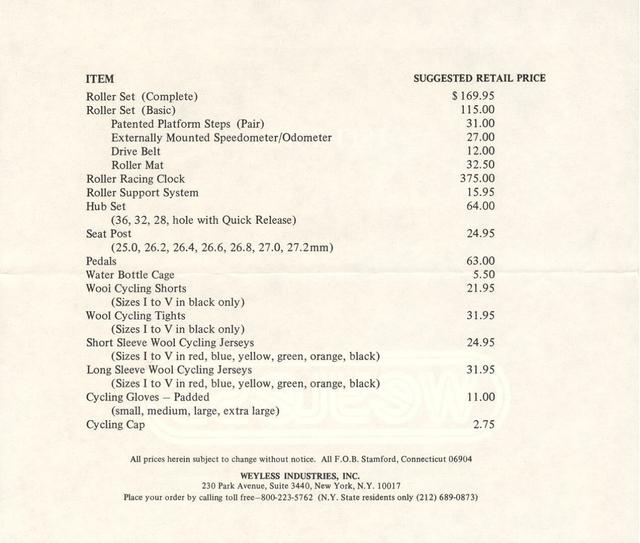 ITEM SUGGESTED RETAIL PRICE
Roller Set (Complete) $169.95
Roller Set (Basic) 115.00
Patented Platform Steps (Pair) 31.00
Externally Mounted Speedometer/Odometer 27.00
Drive Belt 12.00
Roller Mat 32.50
Roller Racing Clock 375.00
Roller Support System 15.95
Hub Set 64.00
(36, 32, 28, hole with Quick Release)
Seat Post 24.95
(25.0, 26.2, 26.4, 26.6, 26.8, 27.0, 27.2mm)
Pedals 63.00
Water Bottle Cage 5.50
Wool Cycling Shorts 21.95
(Sizes I to V in black only)
Wool Cycling Tights 31.95
(Sizes I to V in black only)
Short Sleeve Wool Cycling Jerseys 24.95
(Sizes I to V in red, blue, yellow, green, orange, black)
Long Sleeve Wool Cycling Jerseys 31.95
(Sizes I to V in red, blue, yellow, green, orange, black)
Cycling Gloves – Padded 11.00
(small, medium, large, extra large)
Cycling Cap 2.75
All prices herein subject to change without notice. All F.O.B. Stamford, Connecticut 06904
WEYLESS INDUSTRIES, INC.
230 Park Avenue, Suite 3440, New York, N.Y. 10017
Place your order by calling toll free–800-223-5762 (N.Y. State residents only (212) 689-0873)